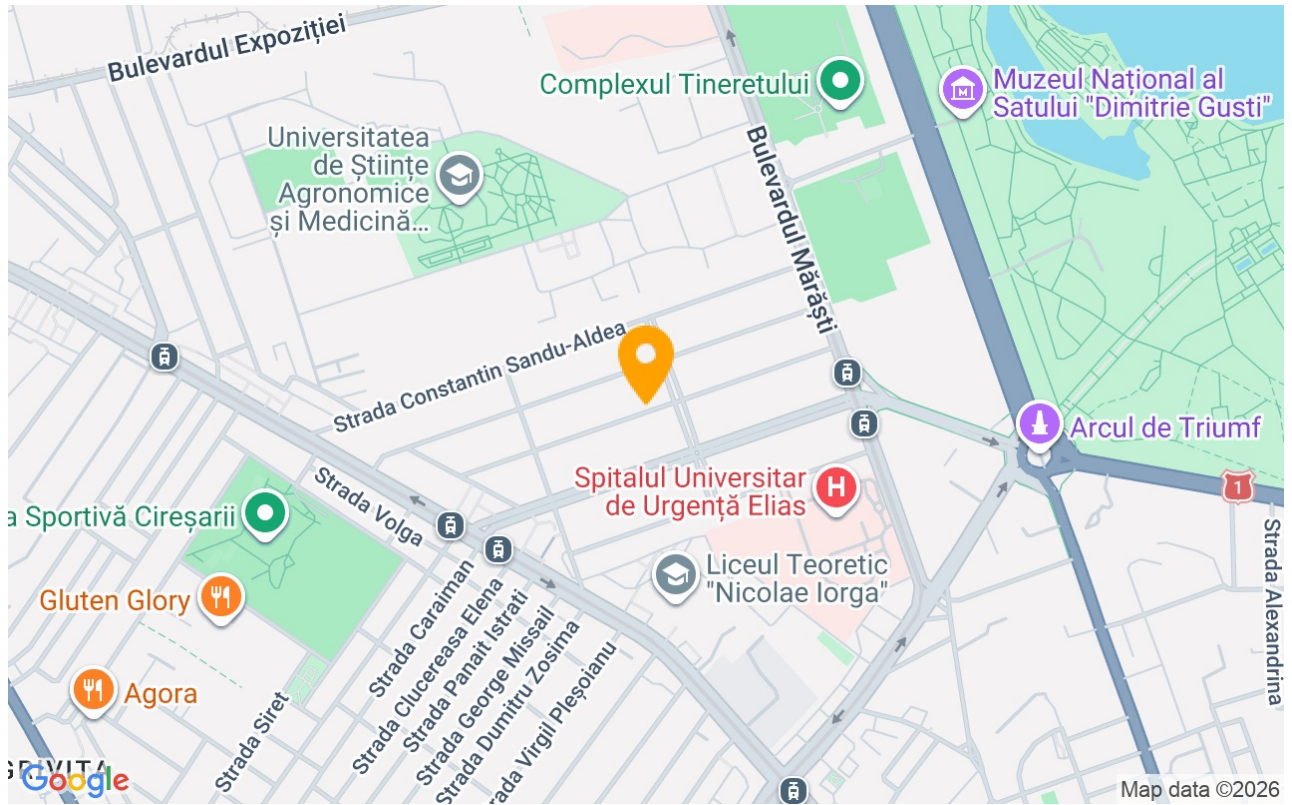 Bulevardul Expoziției
Complexul Tineretului
Muzeul Național al
Satului "Dimitrie Gusti"
Universitatea
de Științe
Agronomice
și Medicină...
Bulevardul Mărăști
Strada Constantin Sandu-Aldea
Arcul de Triumf
Spitalul Universitar
de Urgență Elias
H
1
a Sportivă Cireșarii
Strada Volga
Liceul Teoretic
"Nicolae Iorga"
Gluten Glory
Agora
Strada Caraiman
Strada Clucereasa Elena
Strada Panait Istrati
Strada George Missail
Strada Dumitru Zosima
rada Virgil Pleșoianu
Strada Siret
Strada Alexandrina
M
GRIVIȚA
Google
Map data ©2026